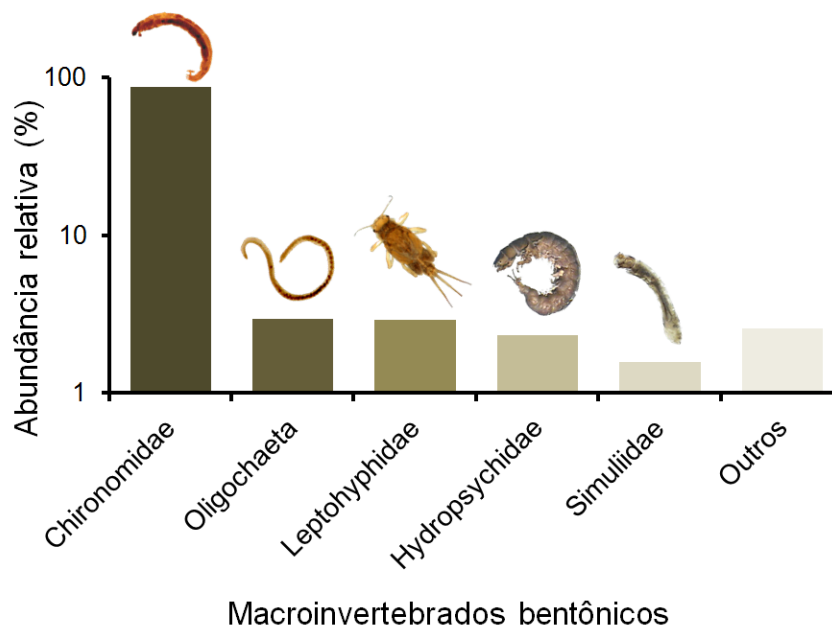 Abundância relativa (%)
100
10
1
Chironomidae
Oligochaeta
Leptohyphidae
Hydropsychidae
Simuliidae
Outros
Macroinvertebrados bentônicos